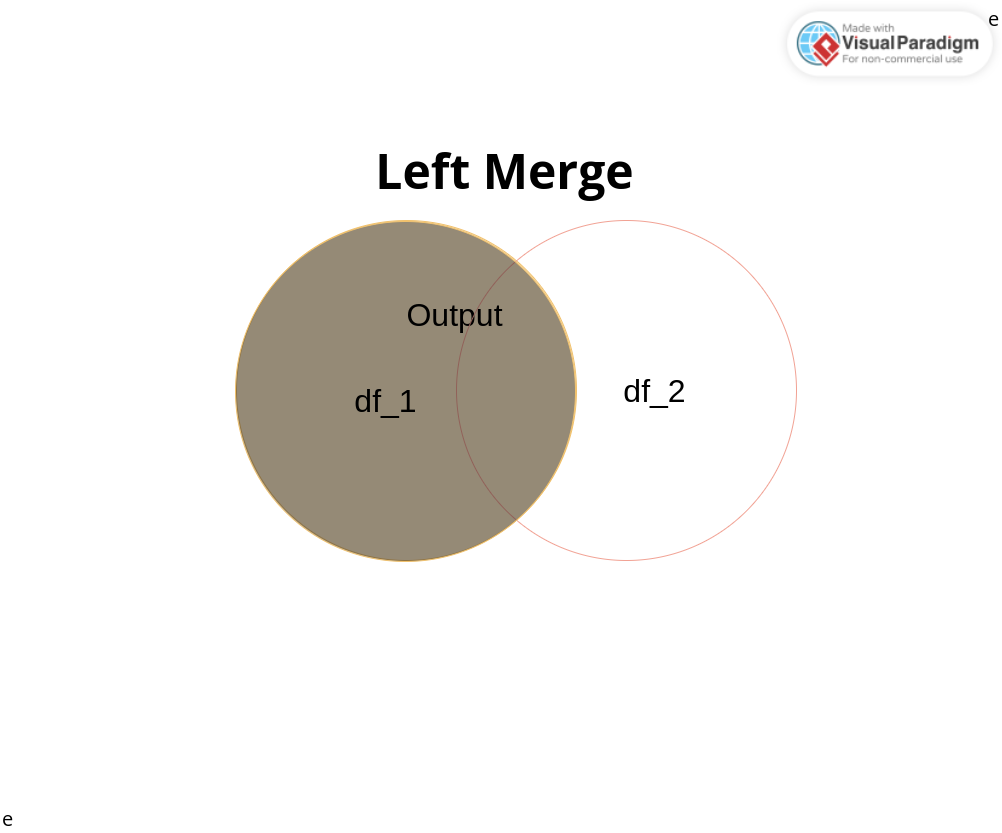 e
Made with
Visual Paradigm
For non-commercial use
Left Merge
Output
df_1
df_2
e